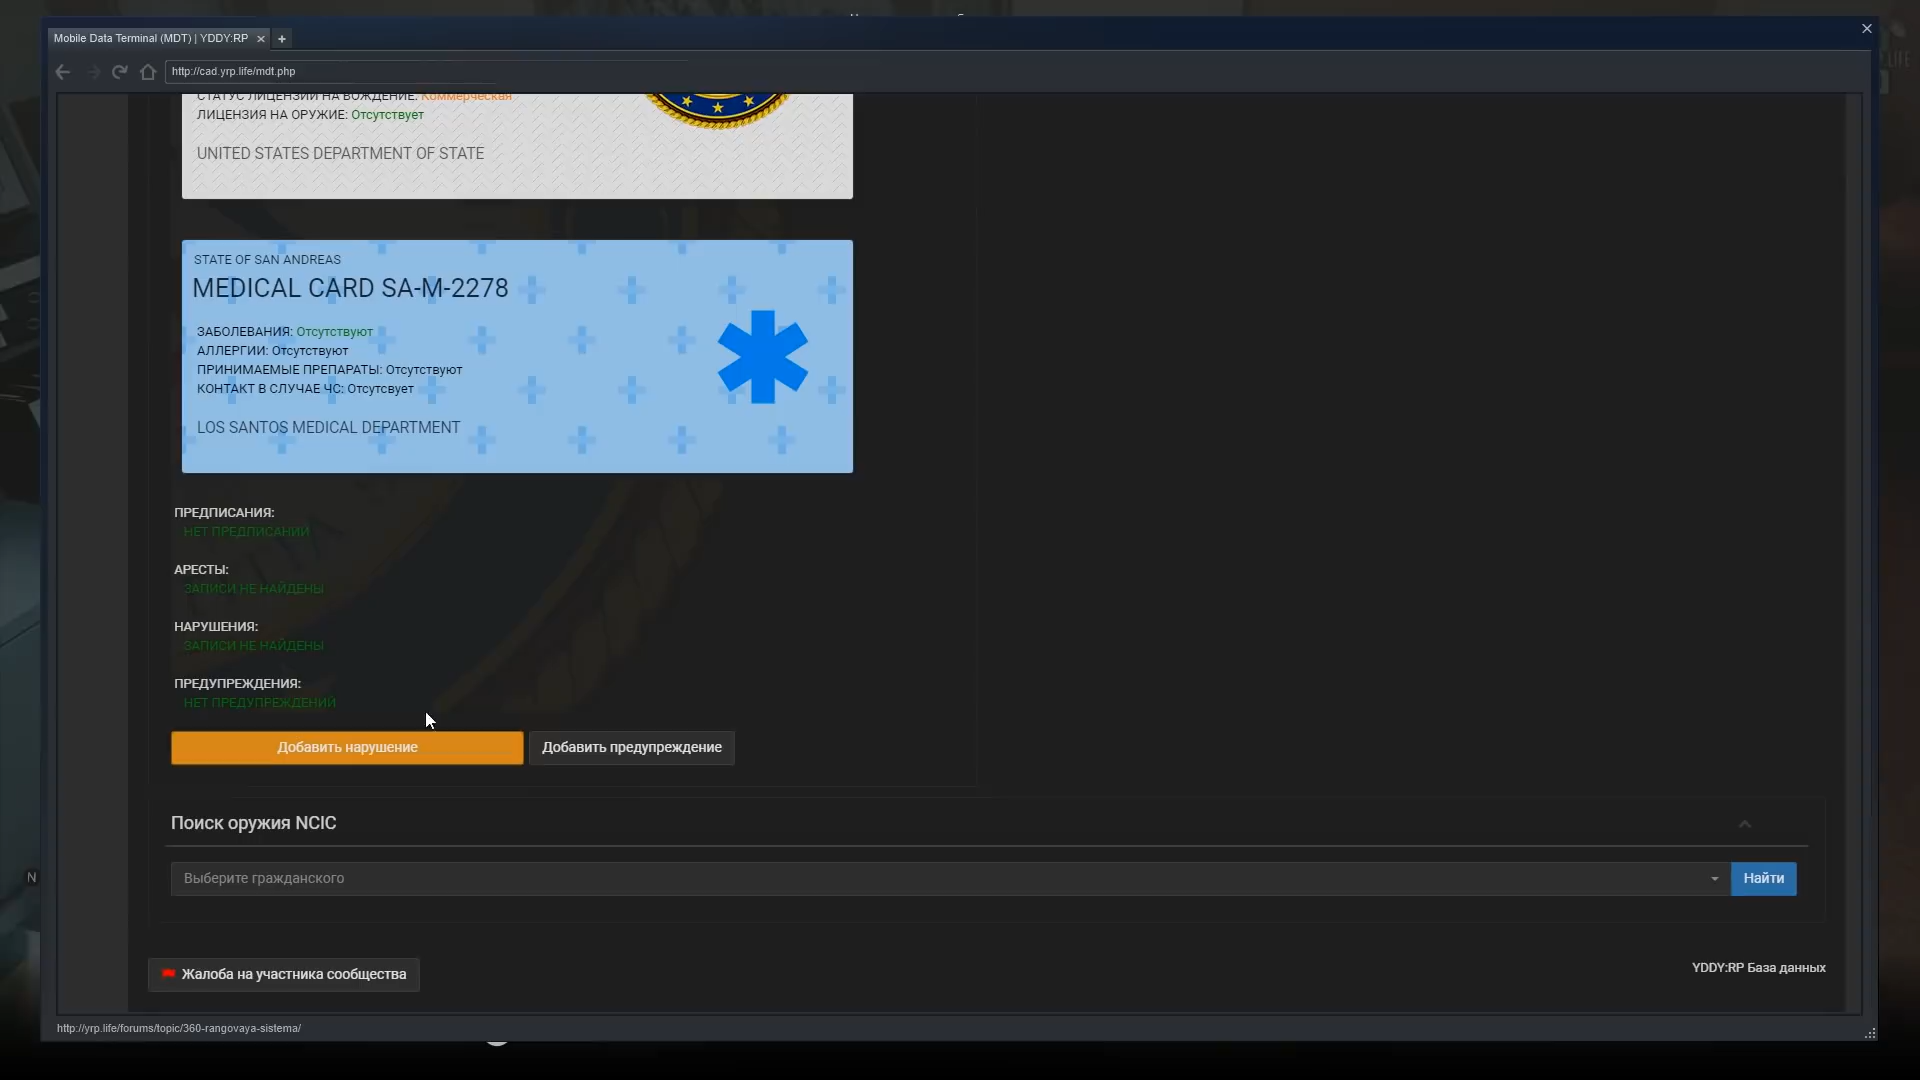 Mobile Data Terminal (MDT) | YDDY:RP
http://cad.yrp.life/mdt.php
LIFE
СТАТУС ЛИЦЕНЗИИ НА ВОЖДЕНИЕ: Коммерческая
ЛИЦЕНЗИЯ НА ОРУЖИЕ: Отсутствует
UNITED STATES DEPARTMENT OF STATE
STATE OF SAN ANDREAS
MEDICAL CARD SA-M-2278
ЗАБОЛЕВАНИЯ: Отсутствуют
АЛЛЕРГИИ: Отсутствуют
ПРИНИМАЕМЫЕ ПРЕПАРАТЫ: Отсутствуют
КОНТАКТ В СЛУЧАЕ ЧС: Отсутсвует
LOS SANTOS MEDICAL DEPARTMENT
ПРЕДПИСАНИЯ:
НЕТ ПРЕДПИСАНИЙ
АРЕСТЫ:
ЗАПИСИ НЕ НАЙДЕНЫ
НАРУШЕНИЯ:
ЗАПИСИ НЕ НАЙДЕНЫ
ПРЕДУПРЕЖДЕНИЯ:
НЕТ ПРЕДУПРЕЖДЕНИЙ
Добавить нарушение
Добавить предупреждение
Поиск оружия NCIC
N
Выберите гражданского
Найти
Жалоба на участника сообщества
YDDY:RP База данных
http://yrp.life/forums/topic/360-rangovaya-sistema/